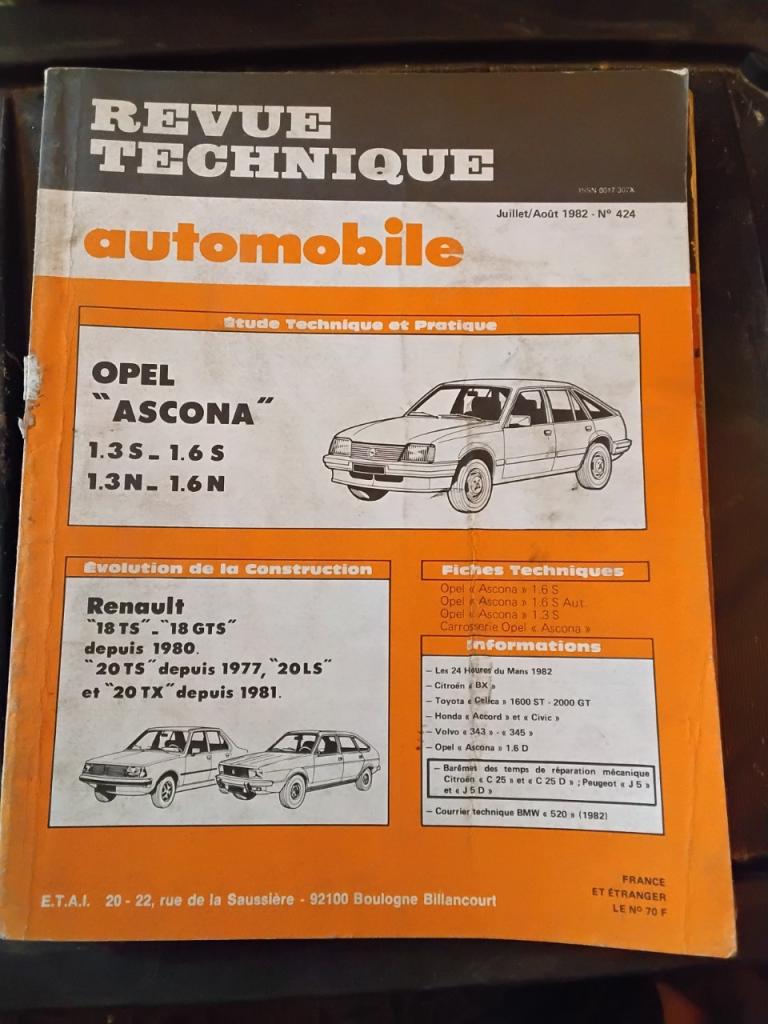 REVUE
TECHNIQUE
ISSN 0017-307X
Juillet/Août 1982 - N° 424
automobile
Étude Technique et Pratique
OPEL
"ASCONA"
1.3 S - 1.6 S
1.3 N - 1.6 N
Évolution de la Construction
Renault
"18 TS" - "18 GTS"
depuis 1980.
"20 TS" depuis 1977, "20 LS"
et "20 TX" depuis 1981.
Fiches Techniques
Opel « Ascona » 1.6 S
Opel « Ascona » 1.6 S Aut.
Opel « Ascona » 1.3 S
Carrosserie Opel « Ascona »
Informations
– Les 24 Heures du Mans 1982
– Citroën « BX »
– Toyota « Celica » 1600 ST - 2000 GT
– Honda « Accord » et « Civic »
– Volvo « 343 » - « 345 »
– Opel « Ascona » 1.6 D
– Barêmes des temps de réparation mécanique
Citroën « C 25 » et « C 25 D » ; Peugeot « J 5 »
et « J 5 D »
– Courrier technique BMW « 520 » (1982)
E.T.A.I. 20 - 22, rue de la Saussière - 92100 Boulogne Billancourt
FRANCE
ET ÉTRANGER
LE N° 70 F